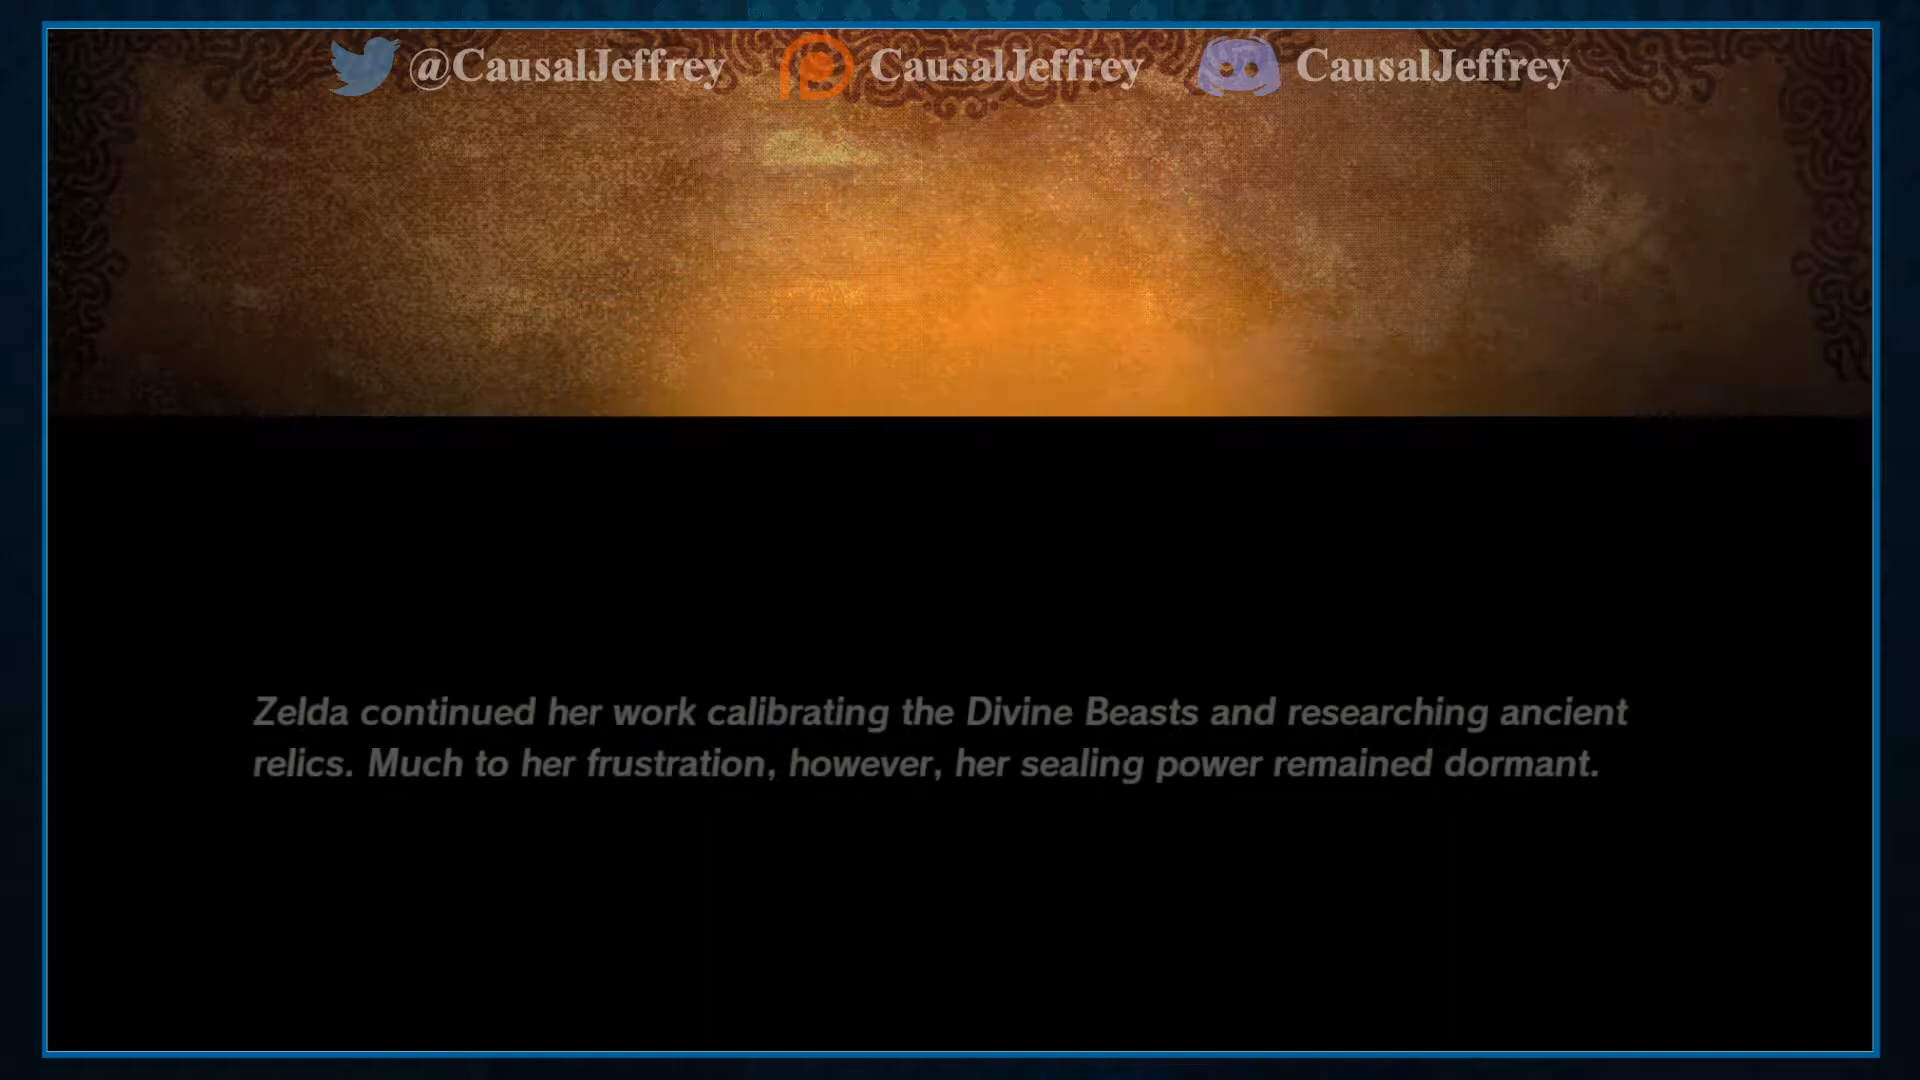 @CausalJeffrey CausalJeffrey CausalJeffrey
Zelda continued her work calibrating the Divine Beasts and researching ancient
relics. Much to her frustration, however, her sealing power remained dormant.